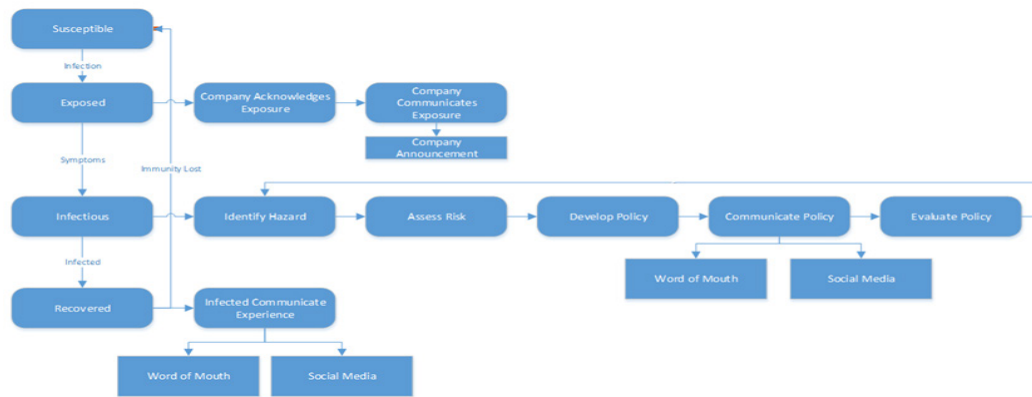 Susceptible
Infection
Exposed
Company Acknowledges
Exposure
Company
Communicates
Exposure
Company
Announcement
Symptoms
Immunity Lost
Infectious
Identify Hazard
Assess Risk
Develop Policy
Communicate Policy
Evaluate Policy
Word of Mouth
Social Media
Infected
Recovered
Infected Communicate
Experience
Word of Mouth
Social Media